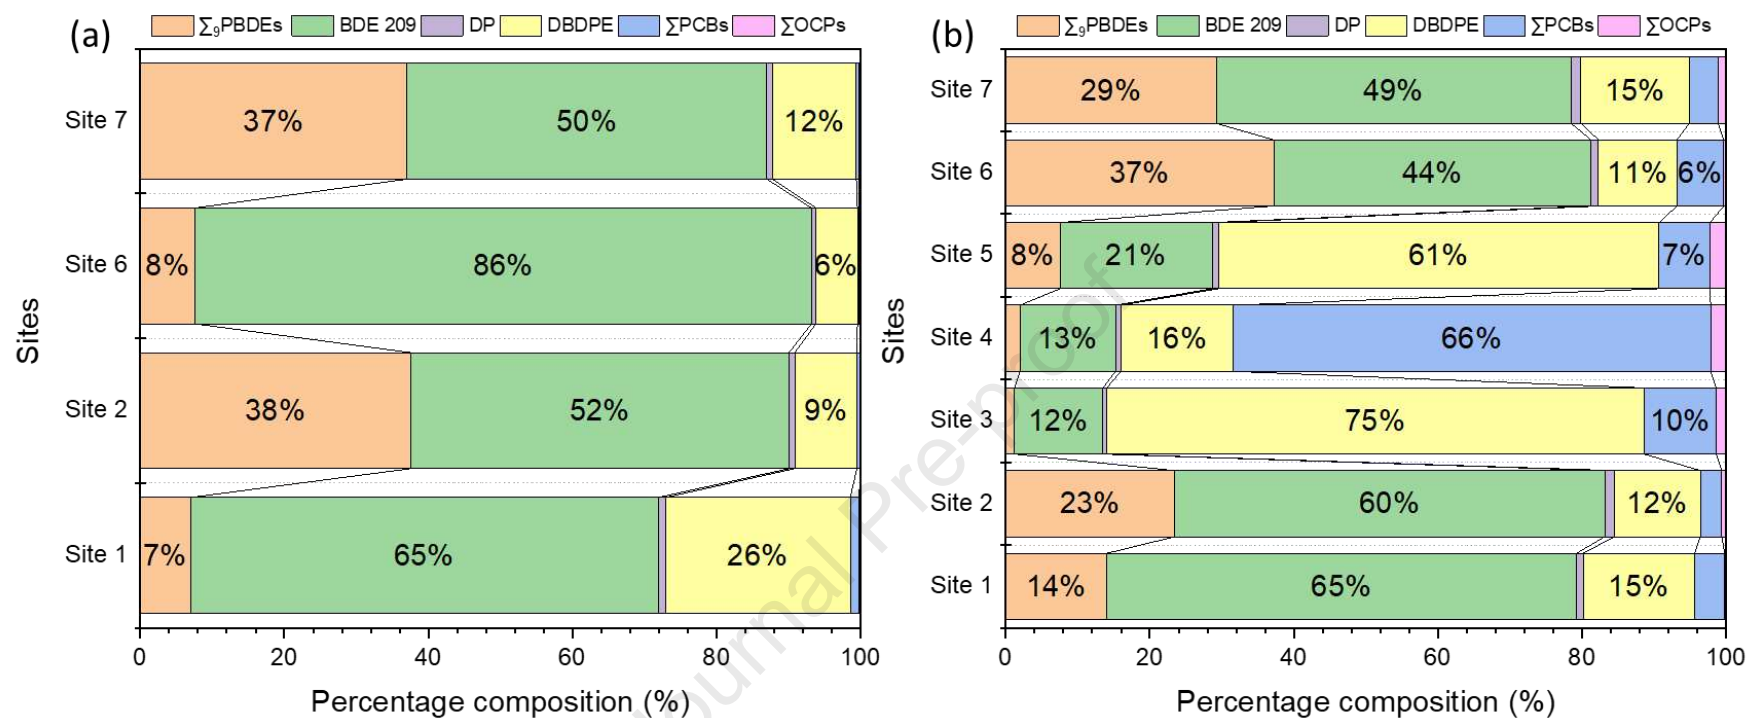 (a)
∑₉PBDEs BDE 209 DP DBDPE ∑PCBs ∑OCPs
Sites
Site 7 37% 50% 12%
Site 6 8% 86% 6%
Site 2 38% 52% 9%
Site 1 7% 65% 26%
0 20 40 60 80 100
Percentage composition (%)
(b)
∑₉PBDEs BDE 209 DP DBDPE ∑PCBs ∑OCPs
Sites
Site 7 29% 49% 15%
Site 6 37% 44% 11% 6%
Site 5 8% 21% 61% 7%
Site 4 13% 16% 66%
Site 3 12% 75% 10%
Site 2 23% 60% 12%
Site 1 14% 65% 15%
0 20 40 60 80 100
Percentage composition (%)
Journal Pre-proof